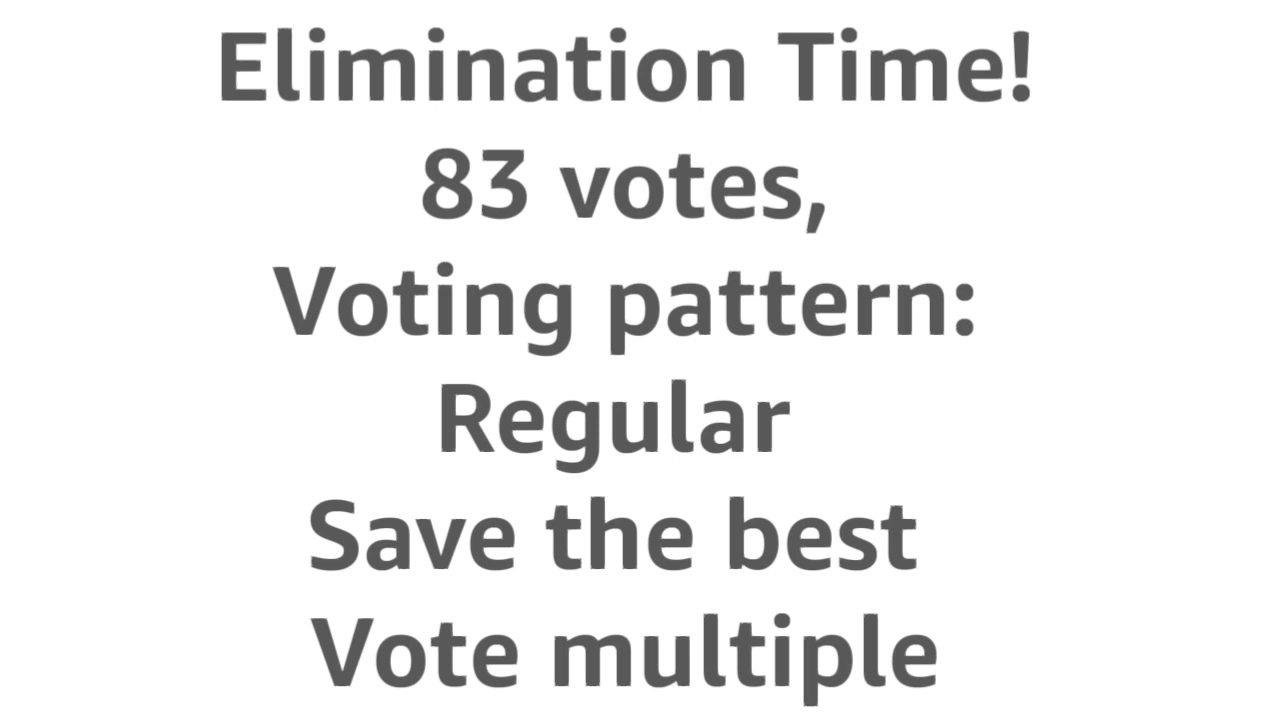 Elimination Time!
83 votes,
Voting pattern:
Regular
Save the best
Vote multiple